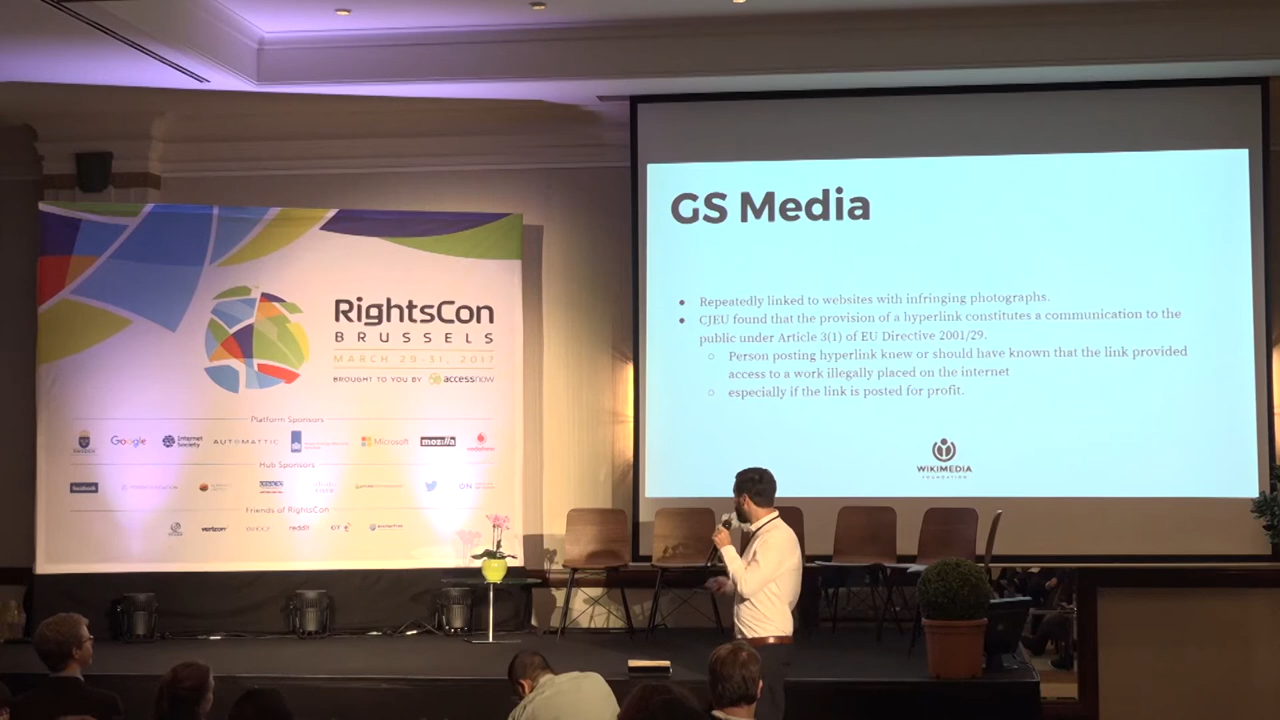 RightsCon
BRUSSELS
MARCH 29-31, 2017
BROUGHT TO YOU BY accessnow
Platform Sponsors
Google
Internet Society
AUTOMATTIC
Microsoft
moz://a
vodafone
Hub Sponsors
facebook
Friends of RightsCon
verizon
reddit
EY
GS Media
• Repeatedly linked to websites with infringing photographs.
• CJEU found that the provision of a hyperlink constitutes a communication to the
public under Article 3(1) of EU Directive 2001/29.
○ Person posting hyperlink knew or should have known that the link provided
access to a work illegally placed on the internet
○ especially if the link is posted for profit.
WIKIMEDIA
FOUNDATION